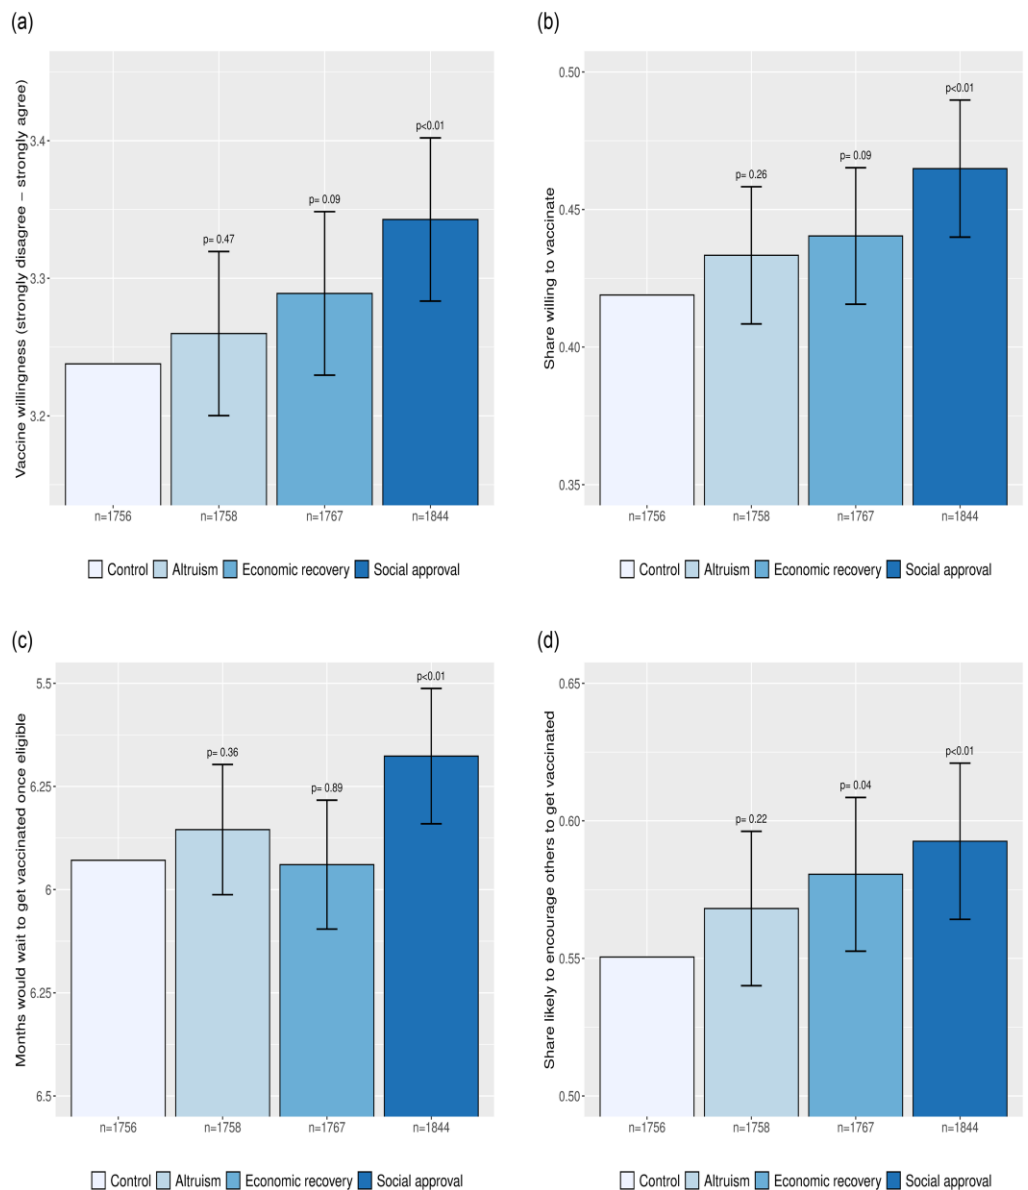 (a)
Vaccine willingness (strongly disagree – strongly agree)
3.4
3.3
3.2
p= 0.47
p= 0.09
p<0.01
n=1756 n=1758 n=1767 n=1844
Control Altruism Economic recovery Social approval
(b)
Share willing to vaccinate
0.50
0.45
0.40
0.35
p= 0.26
p= 0.09
p<0.01
n=1756 n=1758 n=1767 n=1844
Control Altruism Economic recovery Social approval
(c)
Months would wait to get vaccinated once eligible
5.5
6.25
6
6.25
6.5
p= 0.36
p= 0.89
p<0.01
n=1756 n=1758 n=1767 n=1844
Control Altruism Economic recovery Social approval
(d)
Share likely to encourage others to get vaccinated
0.65
0.60
0.55
0.50
p= 0.22
p= 0.04
p<0.01
n=1756 n=1758 n=1767 n=1844
Control Altruism Economic recovery Social approval